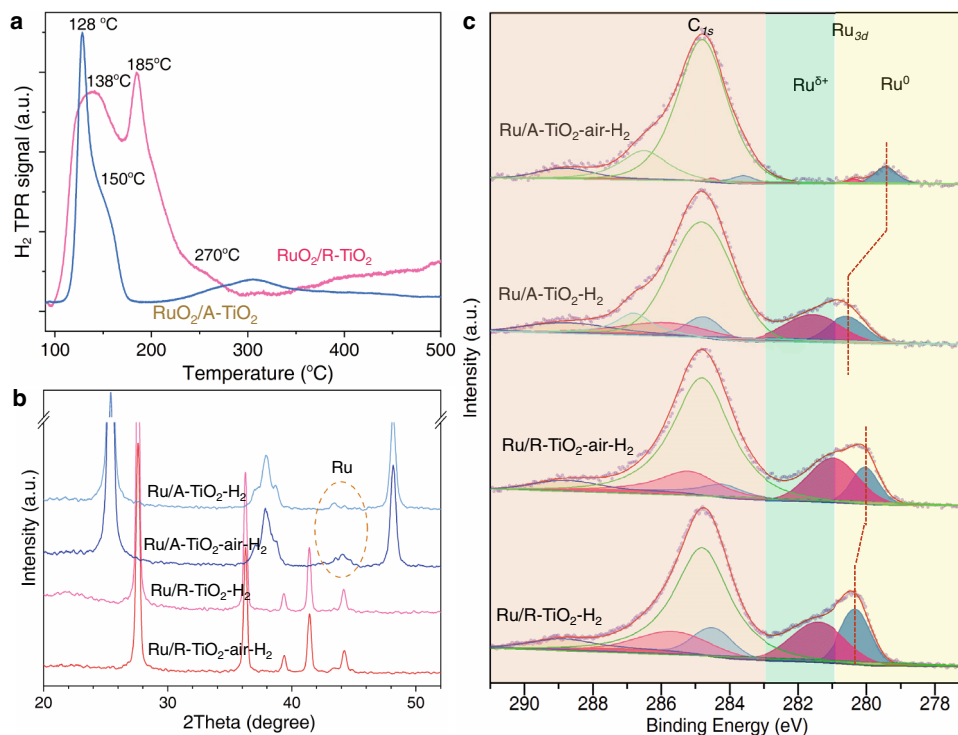 a
128 °C
138°C
185°C
150°C
270°C
RuO₂/R-TiO₂
RuO₂/A-TiO₂
H₂ TPR signal (a.u.)
100 200 300 400 500
Temperature (°C)
b
Ru
Ru/A-TiO₂-H₂
Ru/A-TiO₂-air-H₂
Ru/R-TiO₂-H₂
Ru/R-TiO₂-air-H₂
Intensity (a.u.)
20 30 40 50
2Theta (degree)
c
C₁ₛ
Ru₃d
Ru^δ+
Ru⁰
Ru/A-TiO₂-air-H₂
Ru/A-TiO₂-H₂
Ru/R-TiO₂-air-H₂
Ru/R-TiO₂-H₂
Intensity (a.u.)
290 288 286 284 282 280 278
Binding Energy (eV)